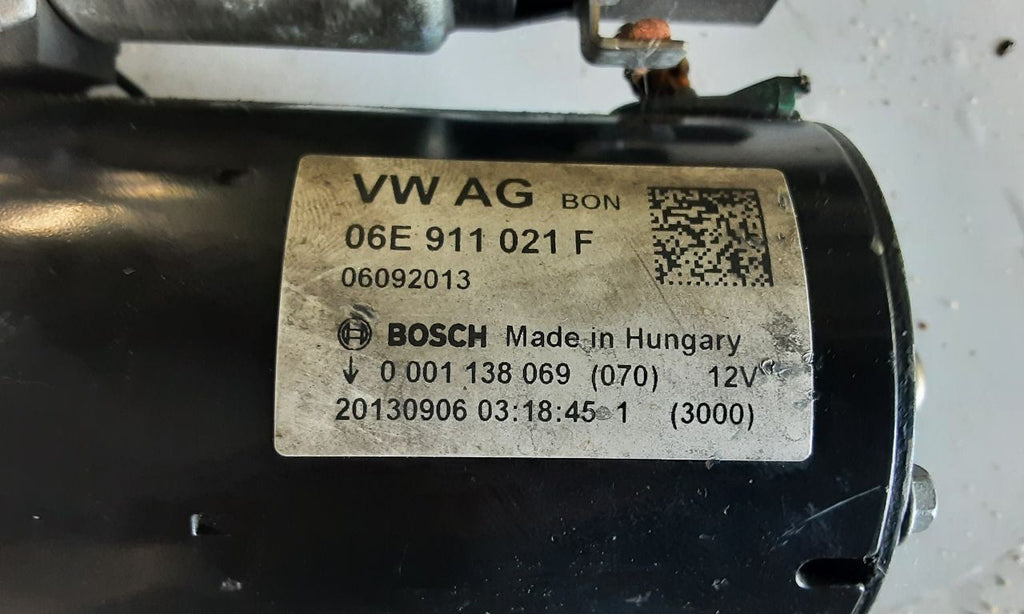 VW AG BON
06E 911 021 F
06092013
BOSCH Made in Hungary
↓ 0 001 138 069 (070) 12V
20130906 03:18:45 1 (3000)